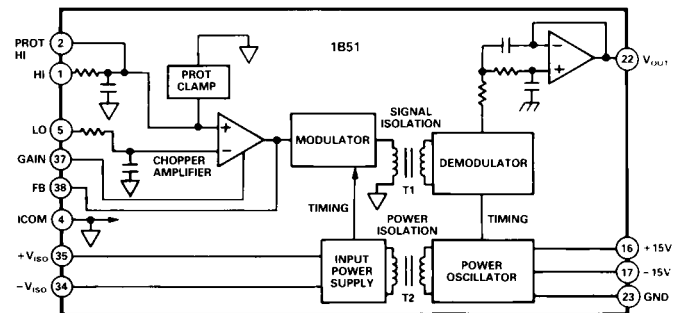 1B51
PROT
HI
2
HI
1
PROT
CLAMP
22
V_OUT
LO
5
SIGNAL
ISOLATION
MODULATOR
DEMODULATOR
GAIN
37
CHOPPER
AMPLIFIER
T1
FB
38
ICOM
4
TIMING
POWER
ISOLATION
TIMING
+V_ISO
35
INPUT
POWER
SUPPLY
POWER
OSCILLATOR
16
+15V
17
-15V
-V_ISO
34
T2
23
GND